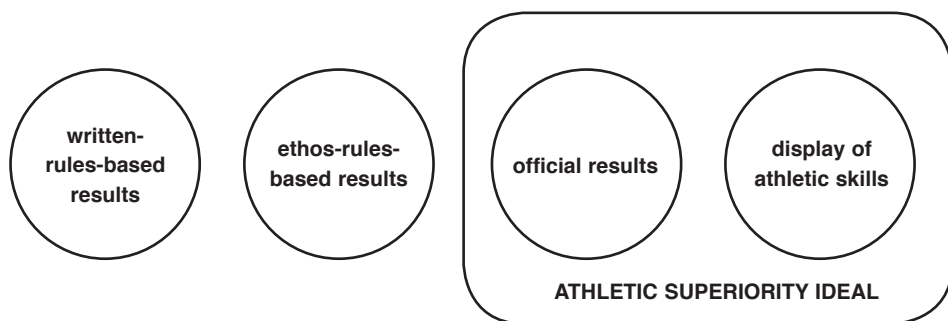 written-
rules-based
results
ethos-rules-
based results
official results
display of
athletic skills
ATHLETIC SUPERIORITY IDEAL